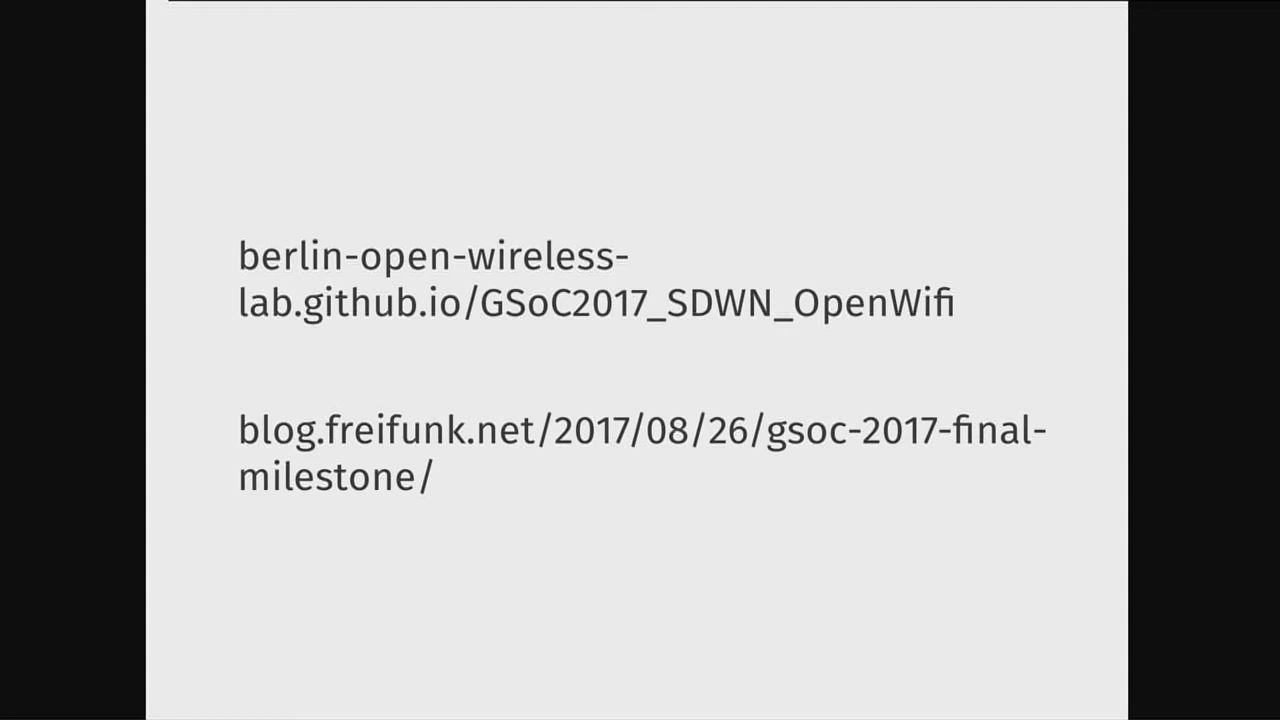 berlin-open-wireless-
lab.github.io/GSoC2017_SDWN_OpenWifi
blog.freifunk.net/2017/08/26/gsoc-2017-final-
milestone/